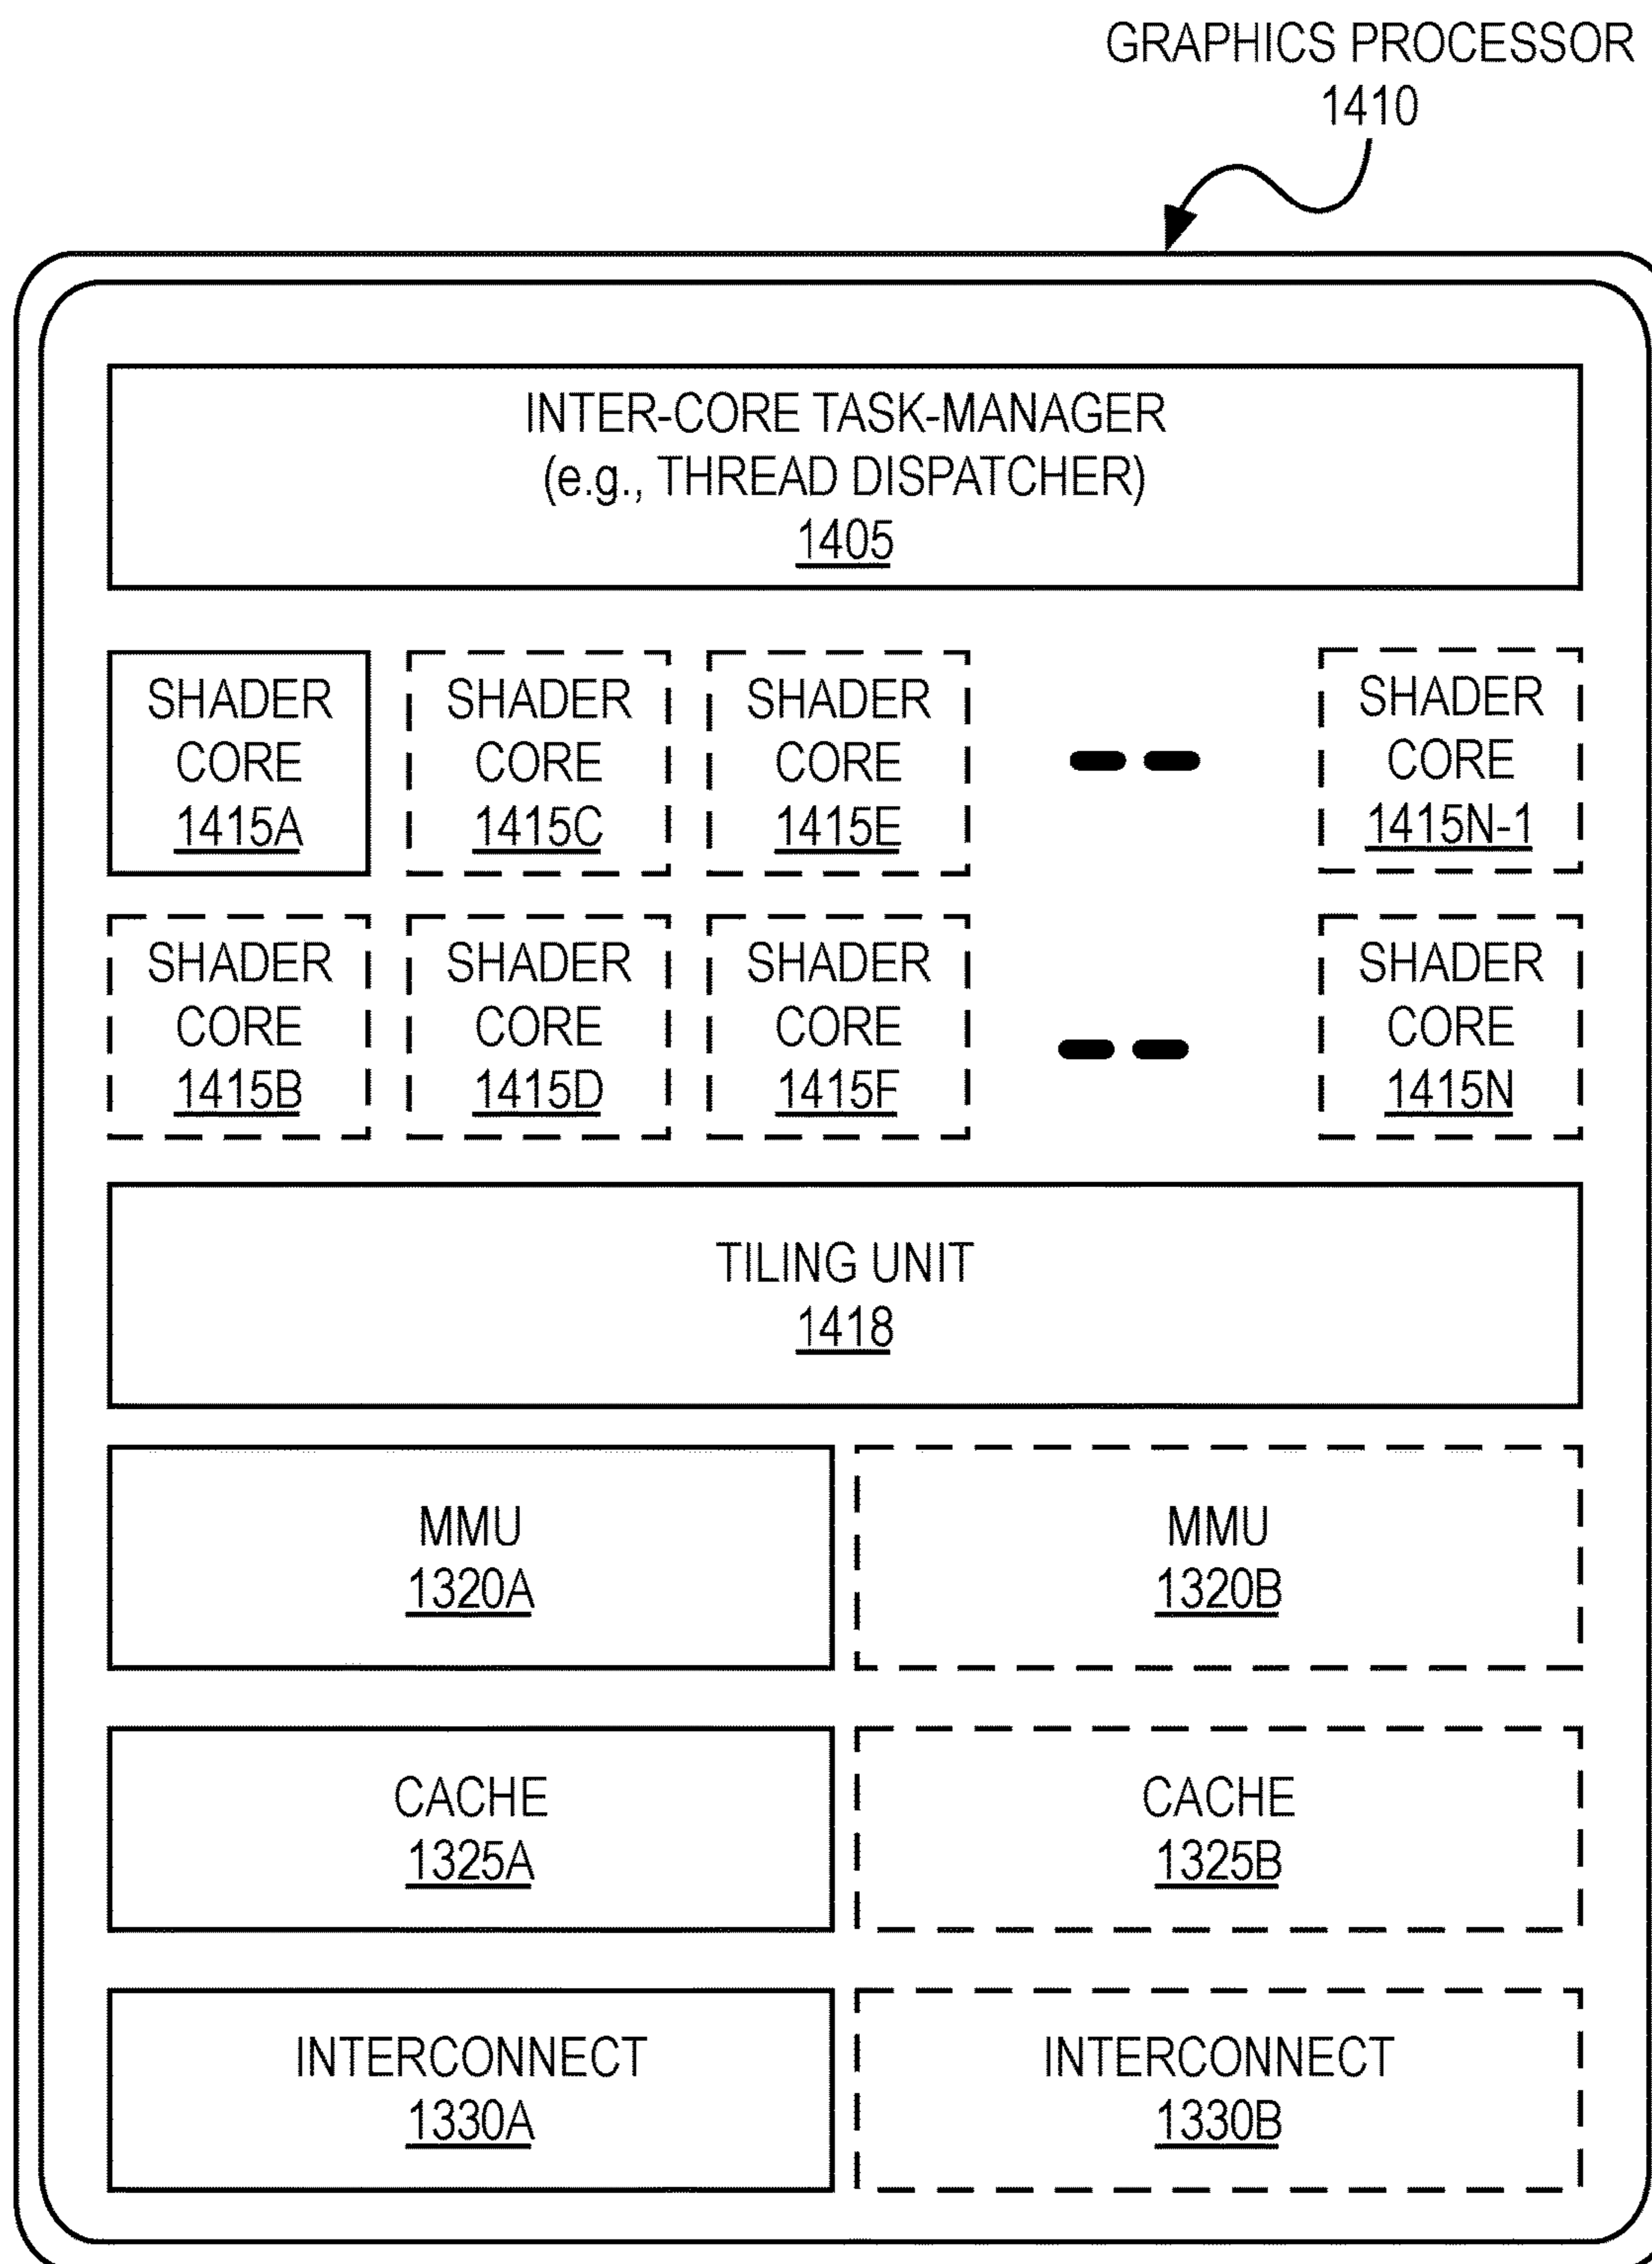 GRAPHICS PROCESSOR
1410
INTER-CORE TASK-MANAGER
(e.g., THREAD DISPATCHER)
1405
SHADER
CORE
1415A
SHADER
CORE
1415C
SHADER
CORE
1415E
SHADER
CORE
1415N-1
SHADER
CORE
1415B
SHADER
CORE
1415D
SHADER
CORE
1415F
SHADER
CORE
1415N
TILING UNIT
1418
MMU
1320A
MMU
1320B
CACHE
1325A
CACHE
1325B
INTERCONNECT
1330A
INTERCONNECT
1330B